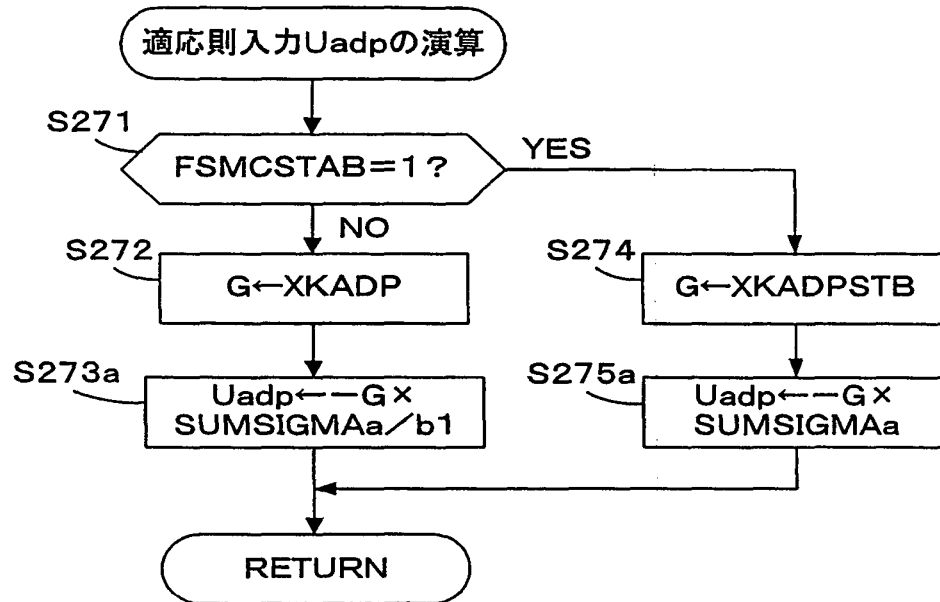 適応則入力Uadpの演算
S271
FSMCSTAB=1?
YES
NO
S272
G←XKADP
S274
G←XKADPSTB
S273a
Uadp←−G×
SUMSIGMAa/b1
S275a
Uadp←−G×
SUMSIGMAa
RETURN